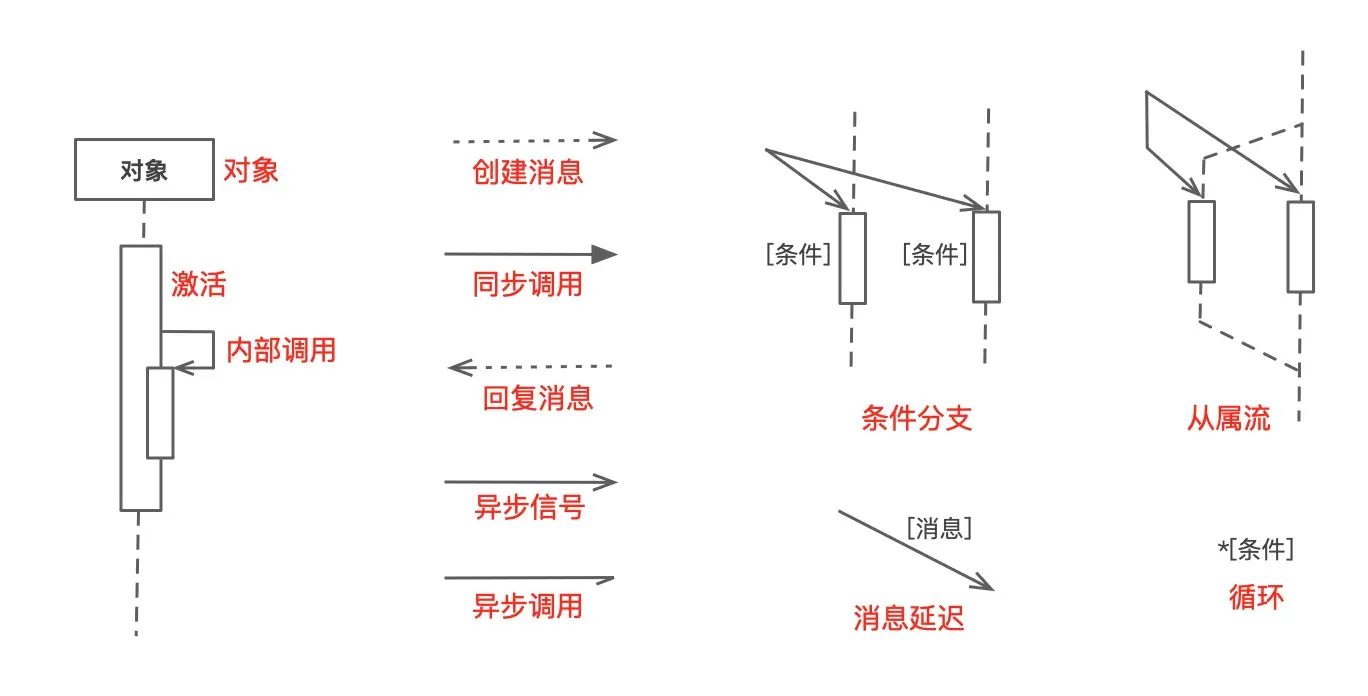 对象
对象
激活
内部调用
创建消息
同步调用
回复消息
异步信号
异步调用
[条件]
[条件]
条件分支
[消息]
消息延迟
从属流
*[条件]
循环